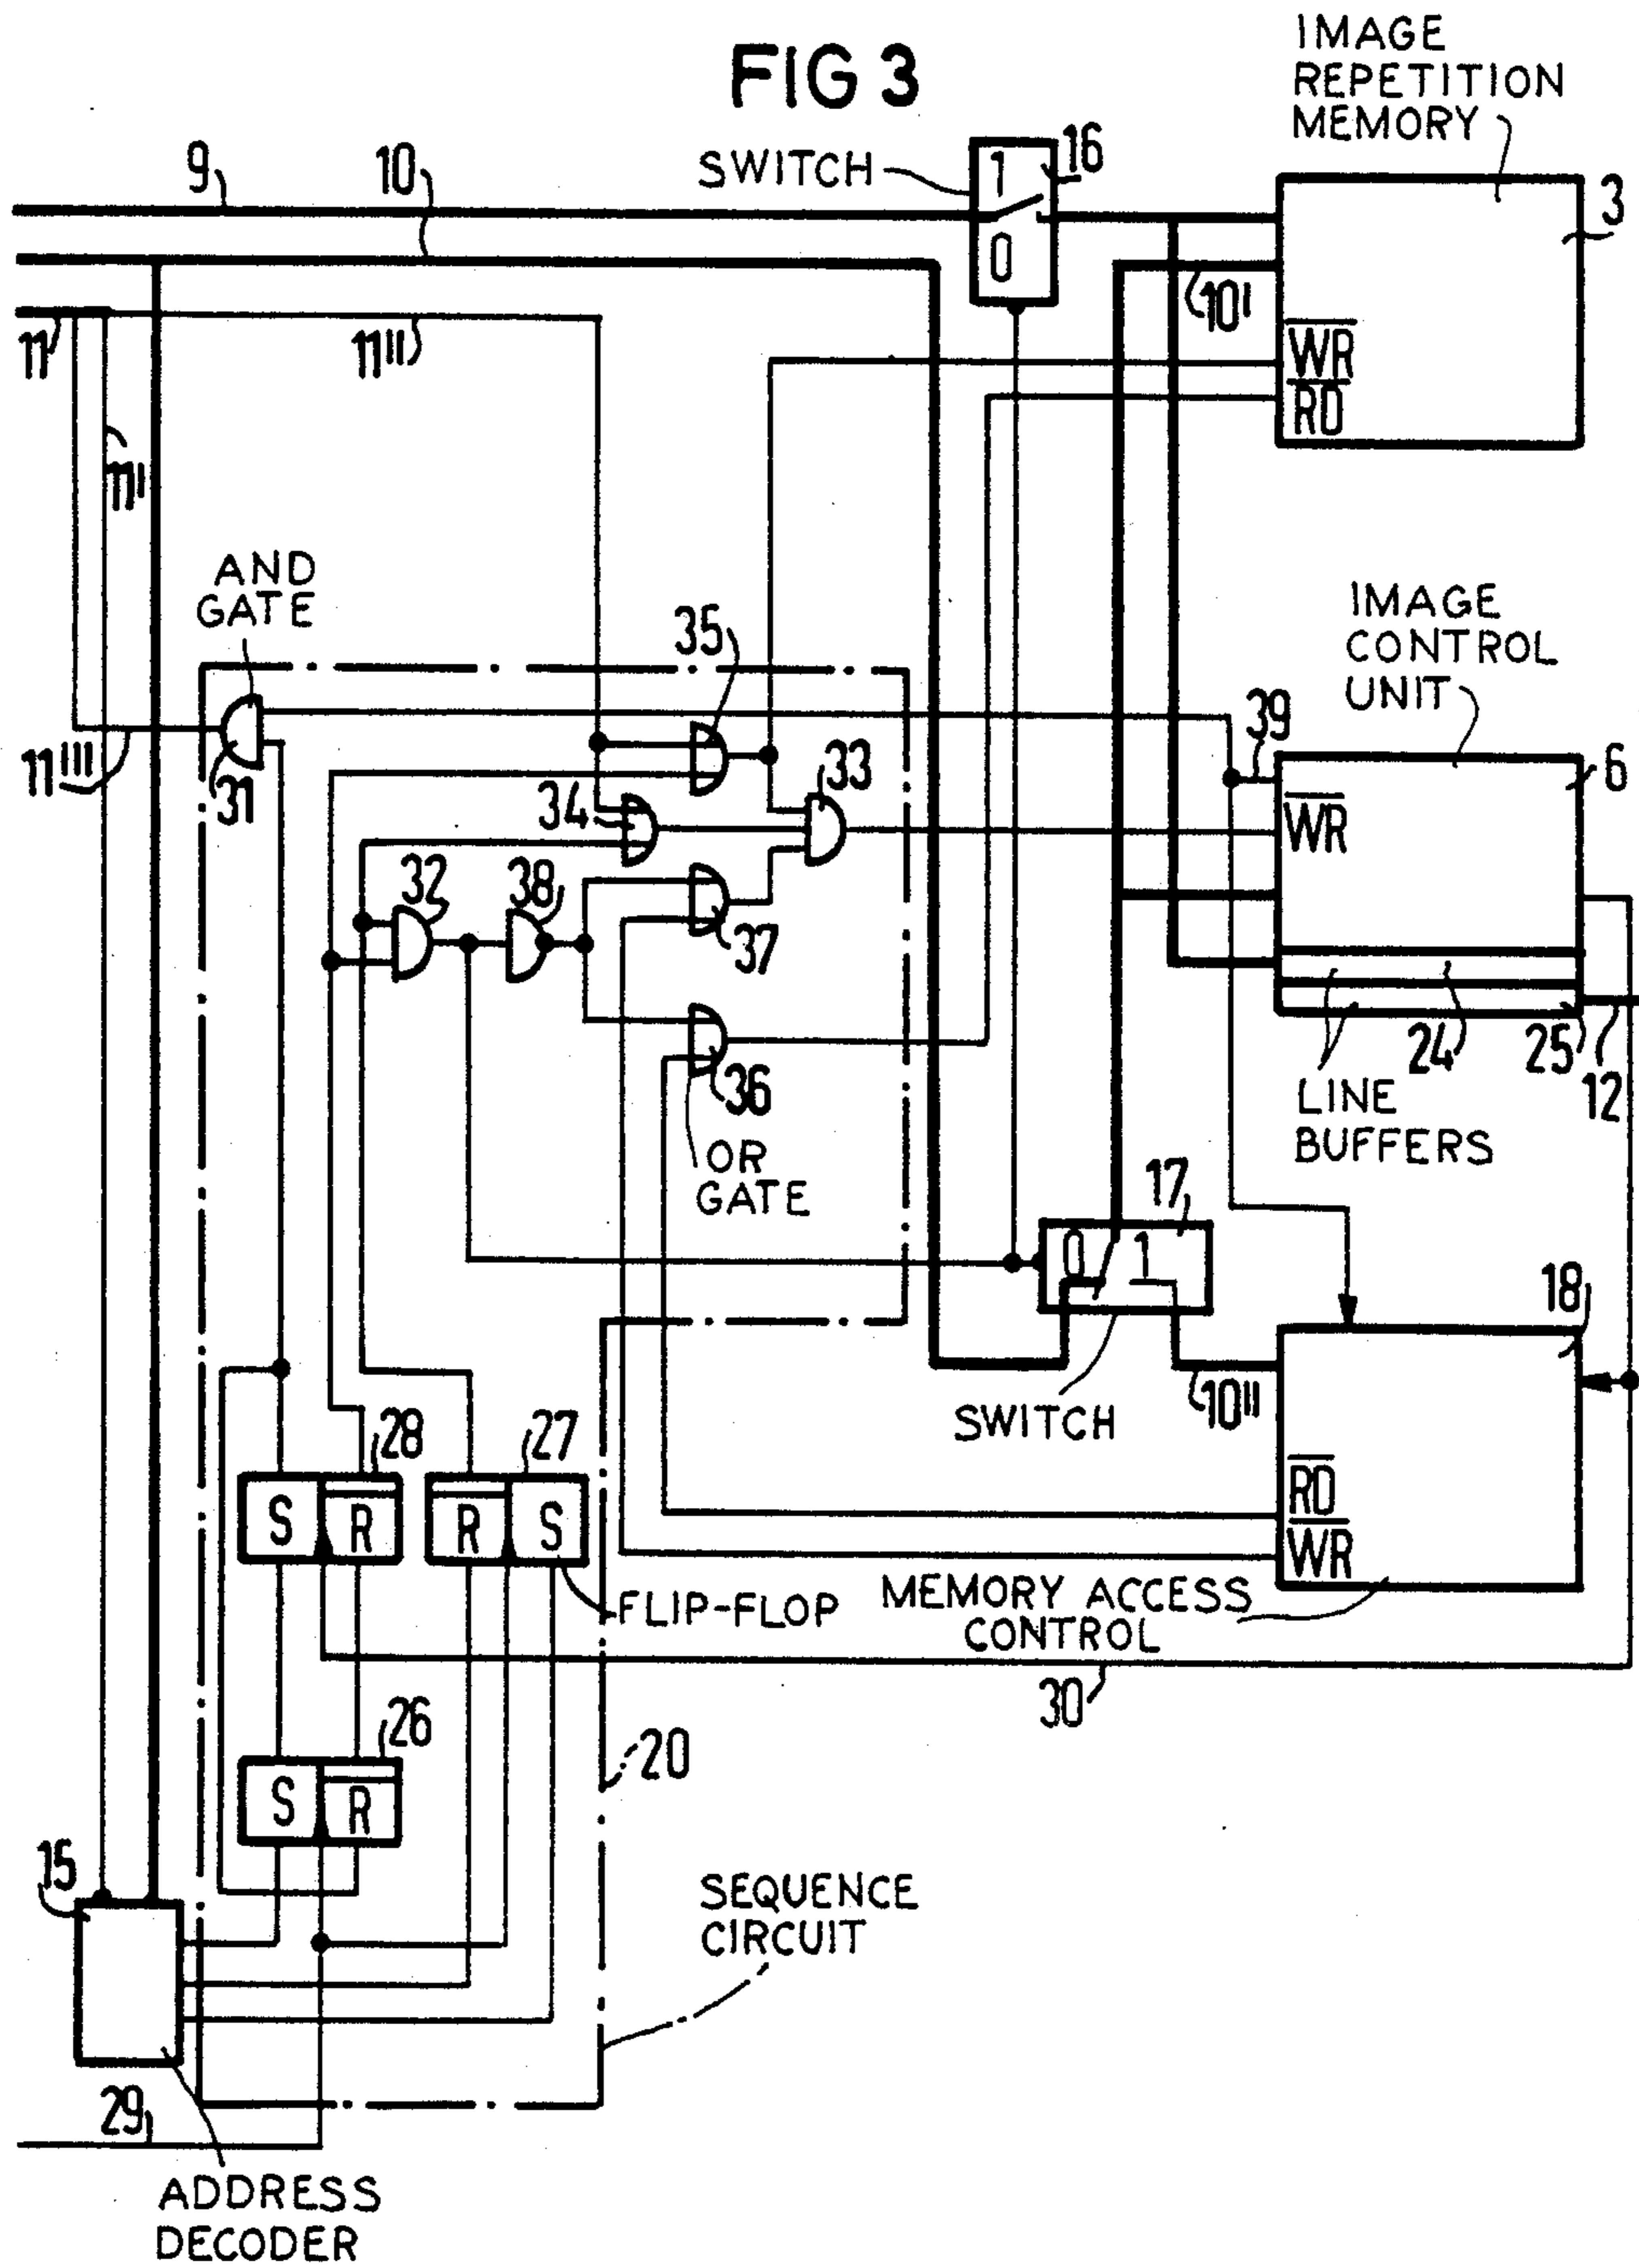 FIG 3
IMAGE
REPETITION
MEMORY
SWITCH
16
1
0
9
10
3
10'
11
11''
11'
WR
RD
AND
GATE
35
IMAGE
CONTROL
UNIT
39
6
11'''
31
34
33
WR
32
38
37
36
24
25
12
LINE
BUFFERS
OR
GATE
17
0 1
18
SWITCH
10''
28
27
S R
R S
RD
WR
FLIP-FLOP
MEMORY ACCESS
CONTROL
30
26
S R
20
15
SEQUENCE
CIRCUIT
29
ADDRESS
DECODER